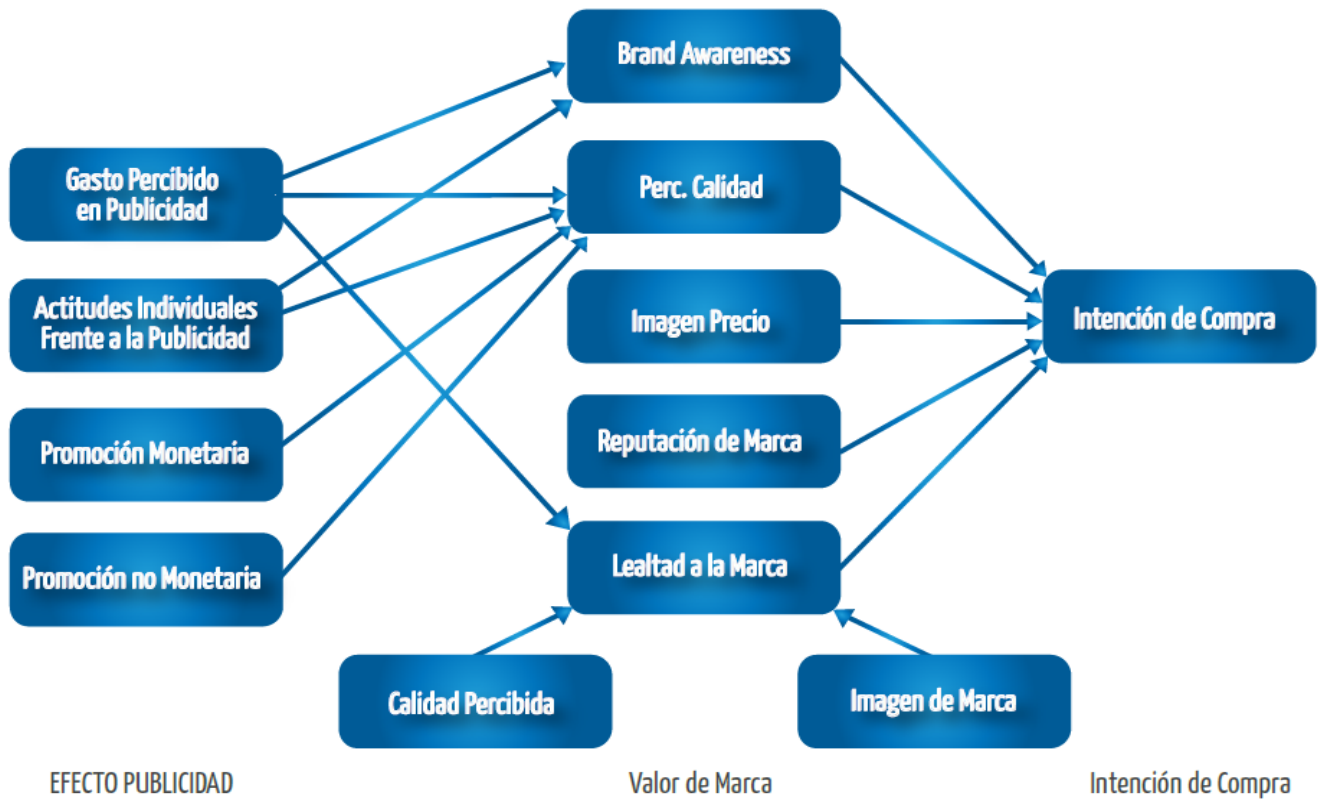 Brand Awareness
Gasto Percibido
en Publicidad
Perc. Calidad
Actitudes Individuales
Frente a la Publicidad
Imagen Precio
Intención de Compra
Promoción Monetaria
Reputación de Marca
Promoción no Monetaria
Lealtad a la Marca
Calidad Percibida
Imagen de Marca
EFECTO PUBLICIDAD
Valor de Marca
Intención de Compra